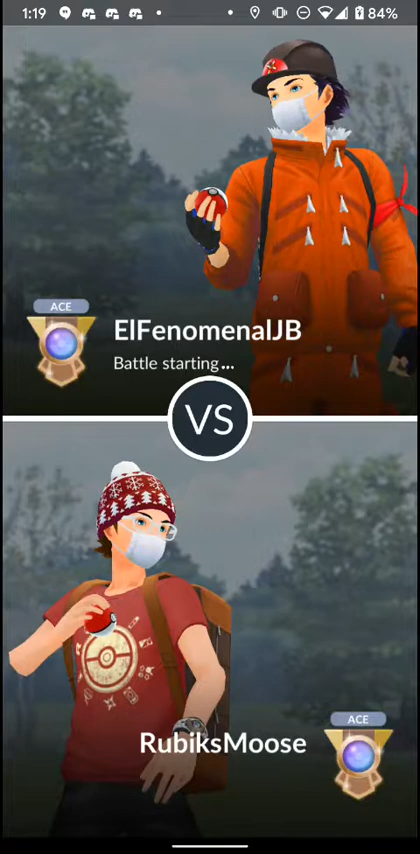 1:19
84%
ACE
ElFenomenalJB
Battle starting...
VS
RubiksMoose
ACE